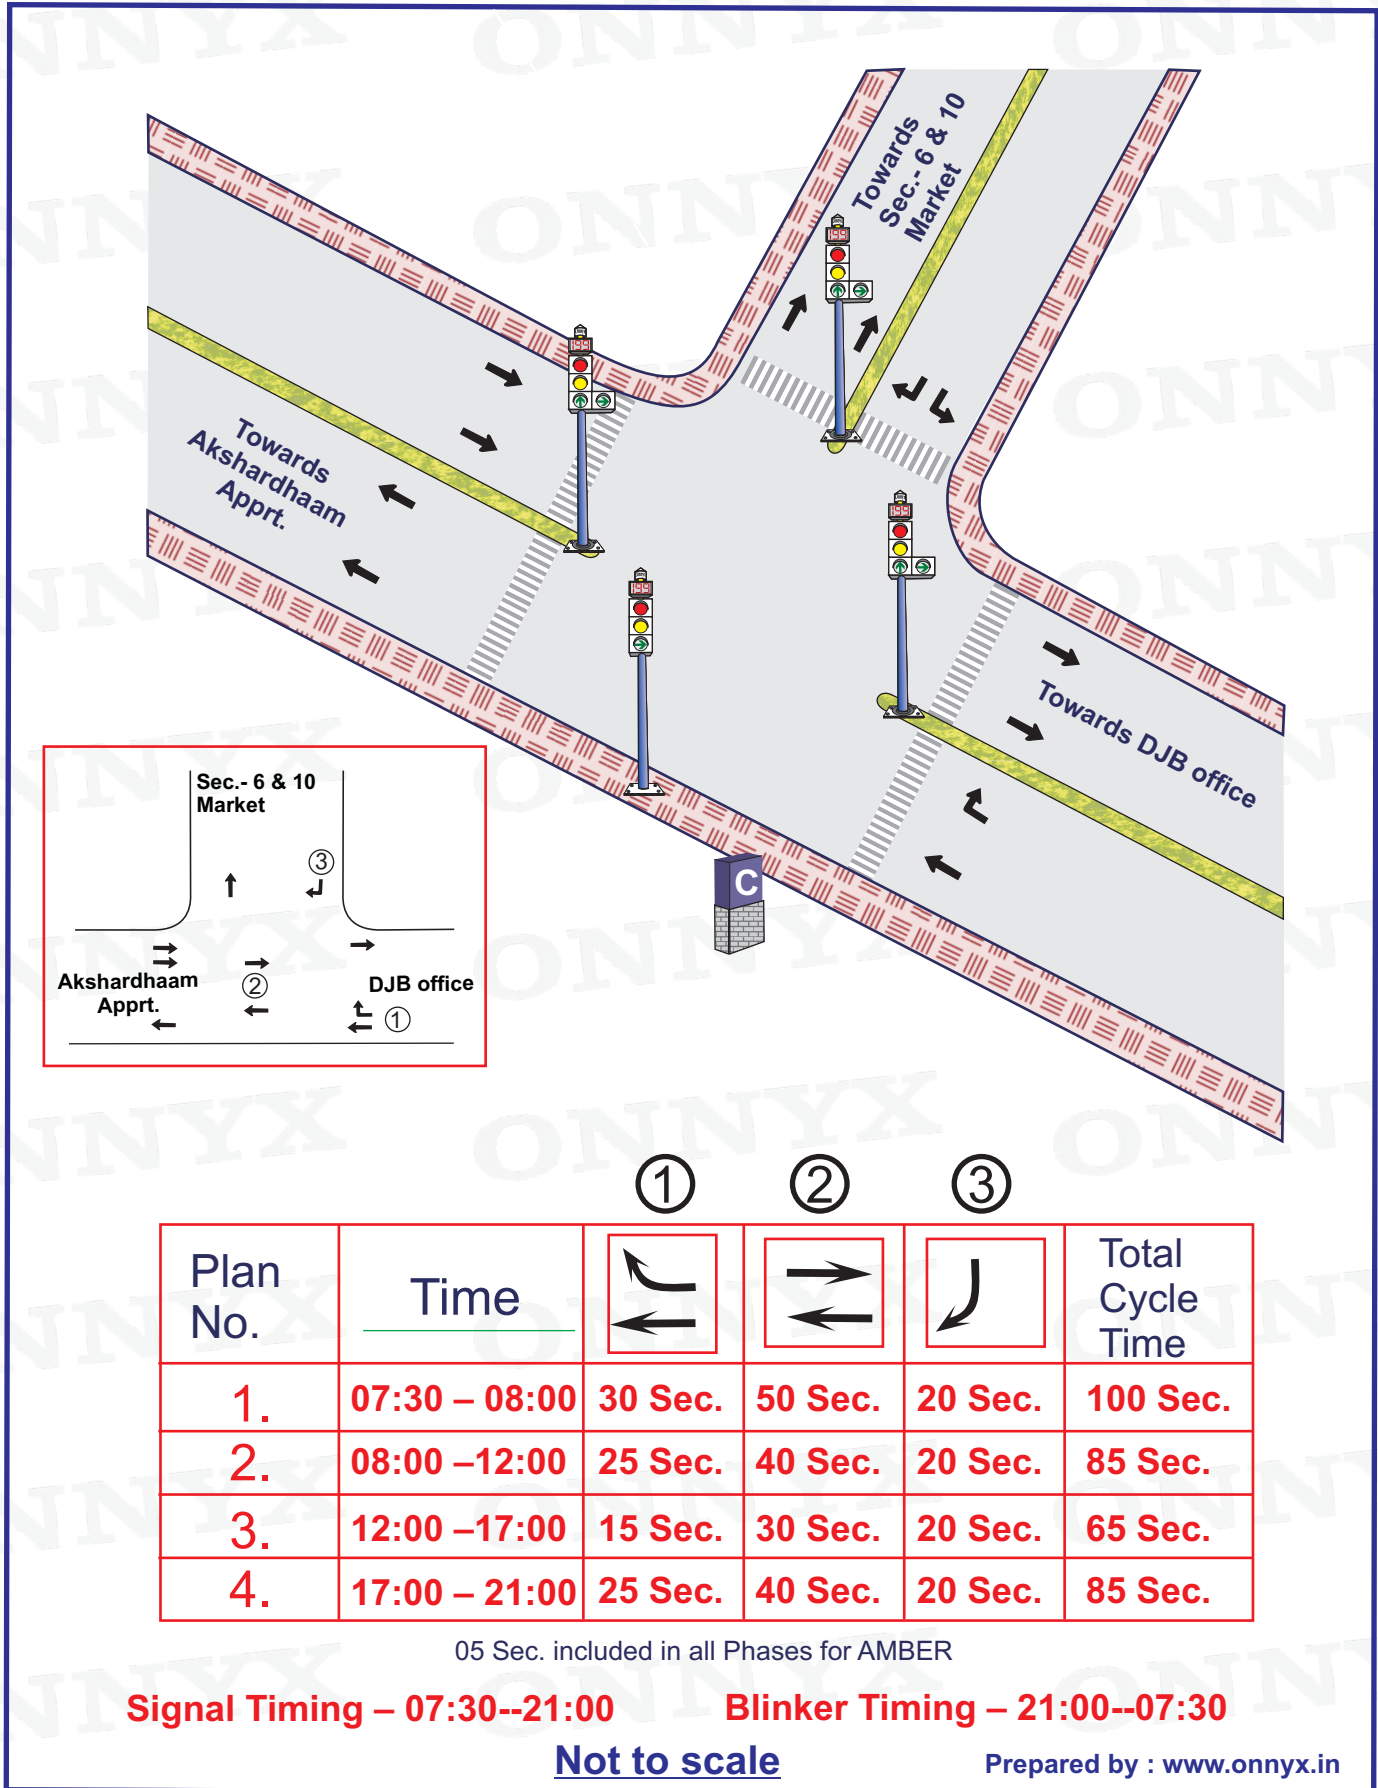 ONNYX
Towards
Sec.- 6 & 10
Market
199
199
Towards
Akshardhaam
Apprt.
199
199
Towards DJB office
C
Sec.- 6 & 10
Market
3
Akshardhaam
Apprt.
2
DJB office
1
1 2 3
Plan No. Time Total Cycle Time
1. 07:30 – 08:00 30 Sec. 50 Sec. 20 Sec. 100 Sec.
2. 08:00 –12:00 25 Sec. 40 Sec. 20 Sec. 85 Sec.
3. 12:00 –17:00 15 Sec. 30 Sec. 20 Sec. 65 Sec.
4. 17:00 – 21:00 25 Sec. 40 Sec. 20 Sec. 85 Sec.
05 Sec. included in all Phases for AMBER
Signal Timing – 07:30--21:00 Blinker Timing – 21:00--07:30
Not to scale
Prepared by : www.onnyx.in